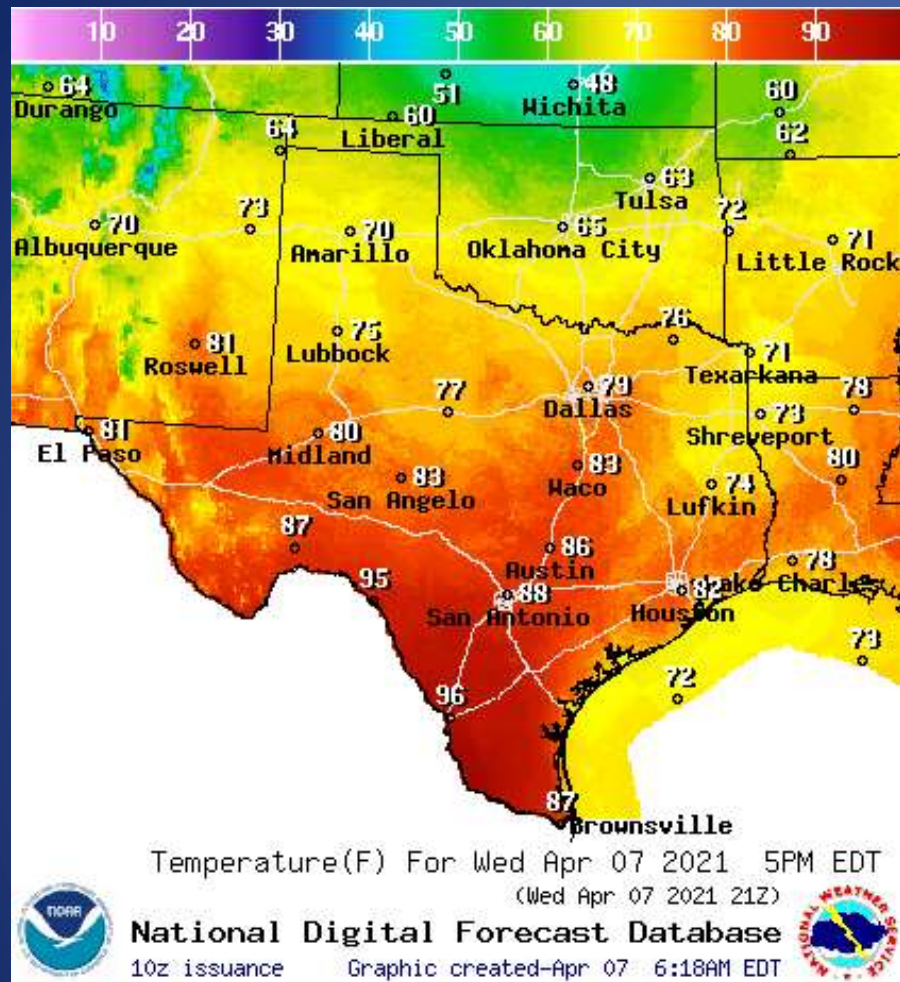 10 20 30 40 50 60 70 80 90
64
Durango
51
48
Wichita
60
Liberal
60
62
64
63
Tulsa
70
Albuquerque
73
70
Amarillo
65
Oklahoma City
72
71
Little Rock
81
Roswell
75
Lubbock
76
71
Texarkana
79
Dallas
77
78
73
Shreveport
81
El Paso
80
Midland
83
San Angelo
83
Waco
80
74
Lufkin
87
86
Austin
78
Lake Charles
95
88
San Antonio
82
Houston
73
72
96
87
Brownsville
Temperature(F) For Wed Apr 07 2021 5PM EDT
(Wed Apr 07 2021 21Z)
NOAA
National Digital Forecast Database
NATIONAL WEATHER SERVICE
10z issuance Graphic created-Apr 07 6:18AM EDT